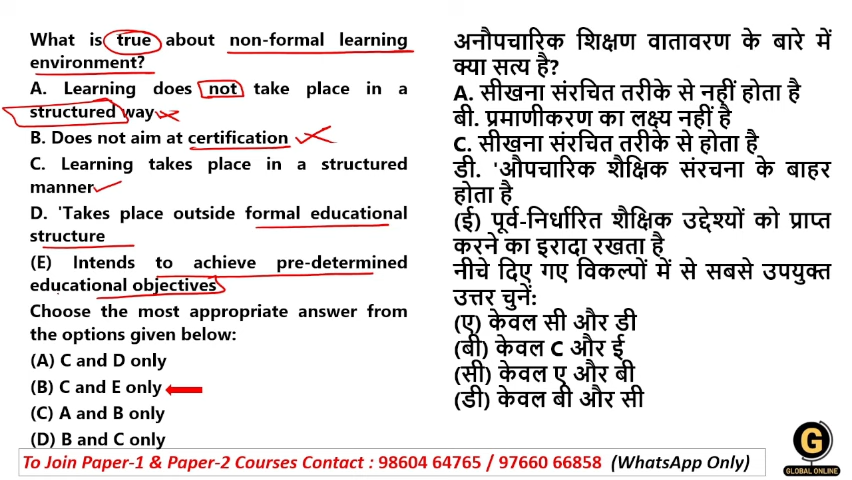 What is true about non-formal learning
environment?
A. Learning does not take place in a
structured way
B. Does not aim at certification
C. Learning takes place in a structured
manner
D. 'Takes place outside formal educational
structure
(E) Intends to achieve pre-determined
educational objectives
Choose the most appropriate answer from
the options given below:
(A) C and D only
(B) C and E only
(C) A and B only
(D) B and C only
अनौपचारिक शिक्षण वातावरण के बारे में
क्या सत्य है?
A. सीखना संरचित तरीके से नहीं होता है
बी. प्रमाणीकरण का लक्ष्य नहीं है
C. सीखना संरचित तरीके से होता है
डी. 'औपचारिक शैक्षिक संरचना के बाहर
होता है
(ई) पूर्व-निर्धारित शैक्षिक उद्देश्यों को प्राप्त
करने का इरादा रखता है
नीचे दिए गए विकल्पों में से सबसे उपयुक्त
उत्तर चुनें:
(ए) केवल सी और डी
(बी) केवल C और ई
(सी) केवल ए और बी
(डी) केवल बी और सी
G
GLOBAL ONLINE
To Join Paper-1 & Paper-2 Courses Contact : 98604 64765 / 97660 66858 (WhatsApp Only)